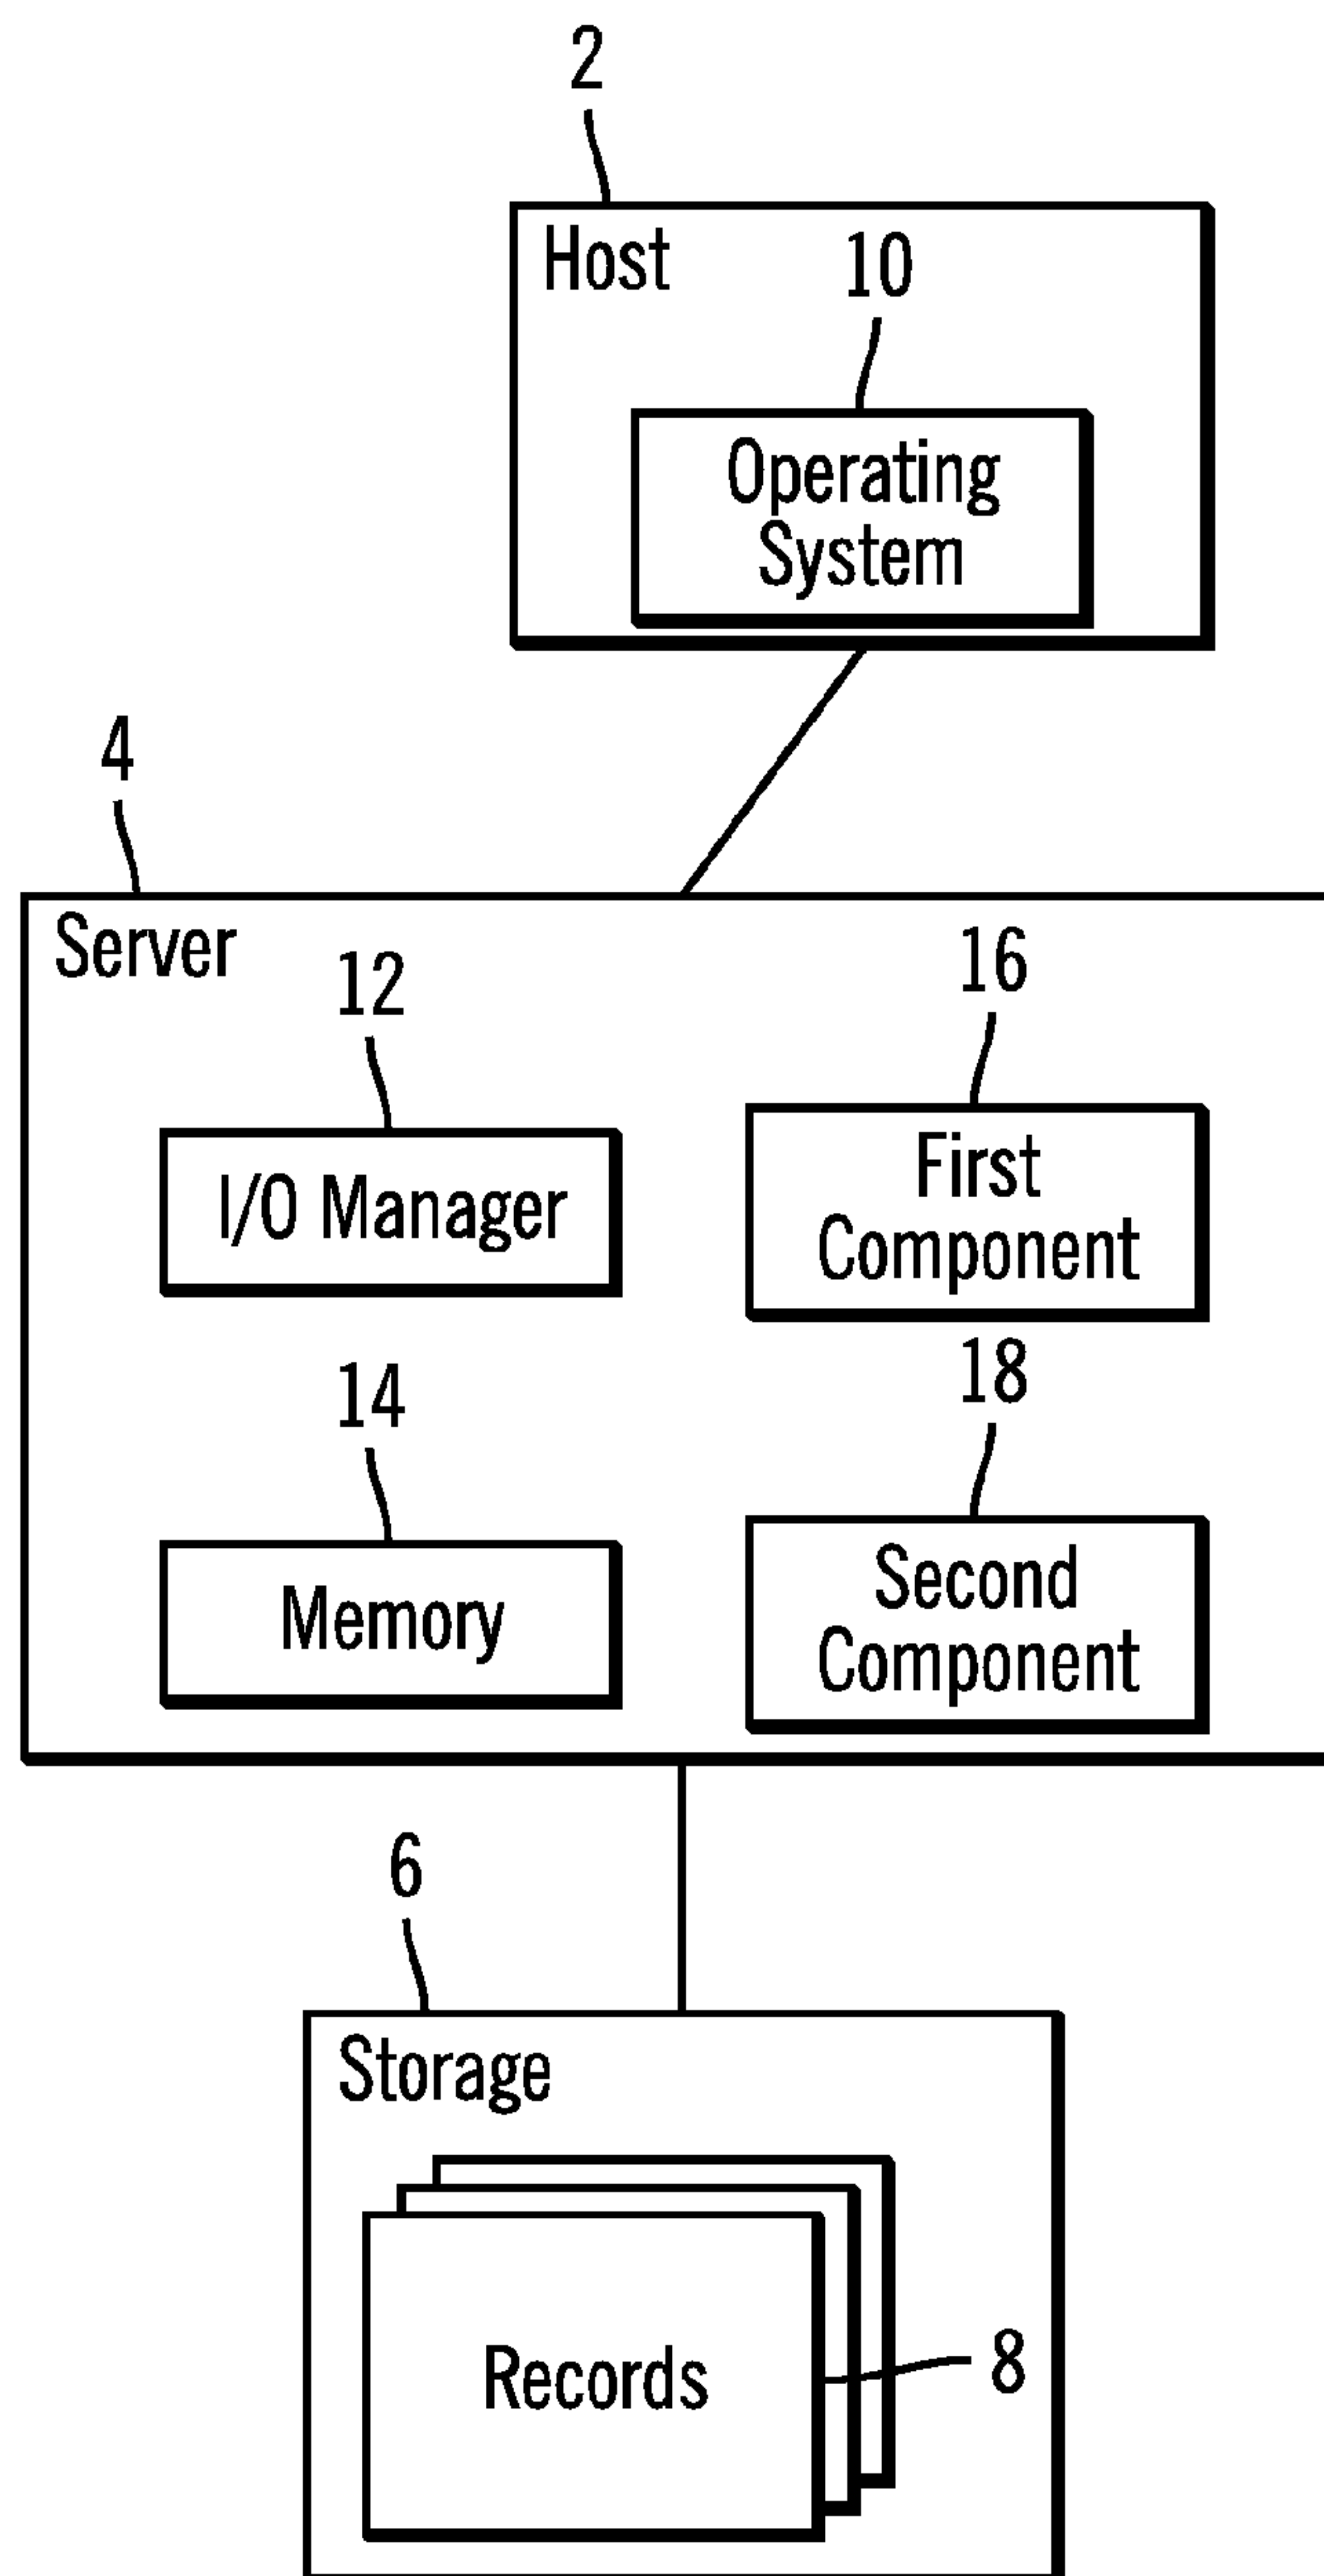 2
Host
10
Operating
System
4
Server
12
16
I/O Manager
First
Component
14
18
Memory
Second
Component
6
Storage
Records
8